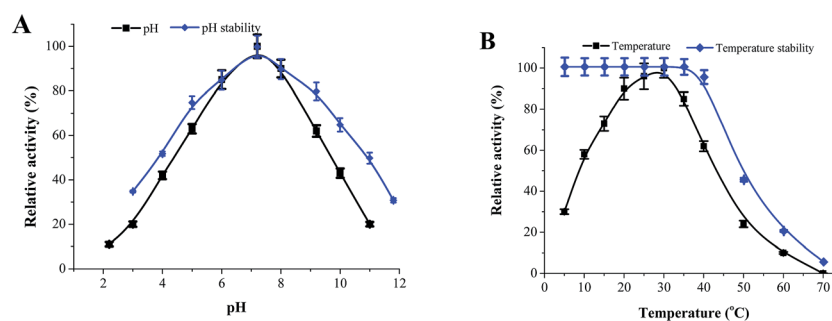 A
pH
pH stability
Relative activity (%)
100
80
60
40
20
0
2
4
6
8
10
12
pH
B
Temperature
Temperature stability
Relative activity (%)
100
80
60
40
20
0
0
10
20
30
40
50
60
70
Temperature (°C)